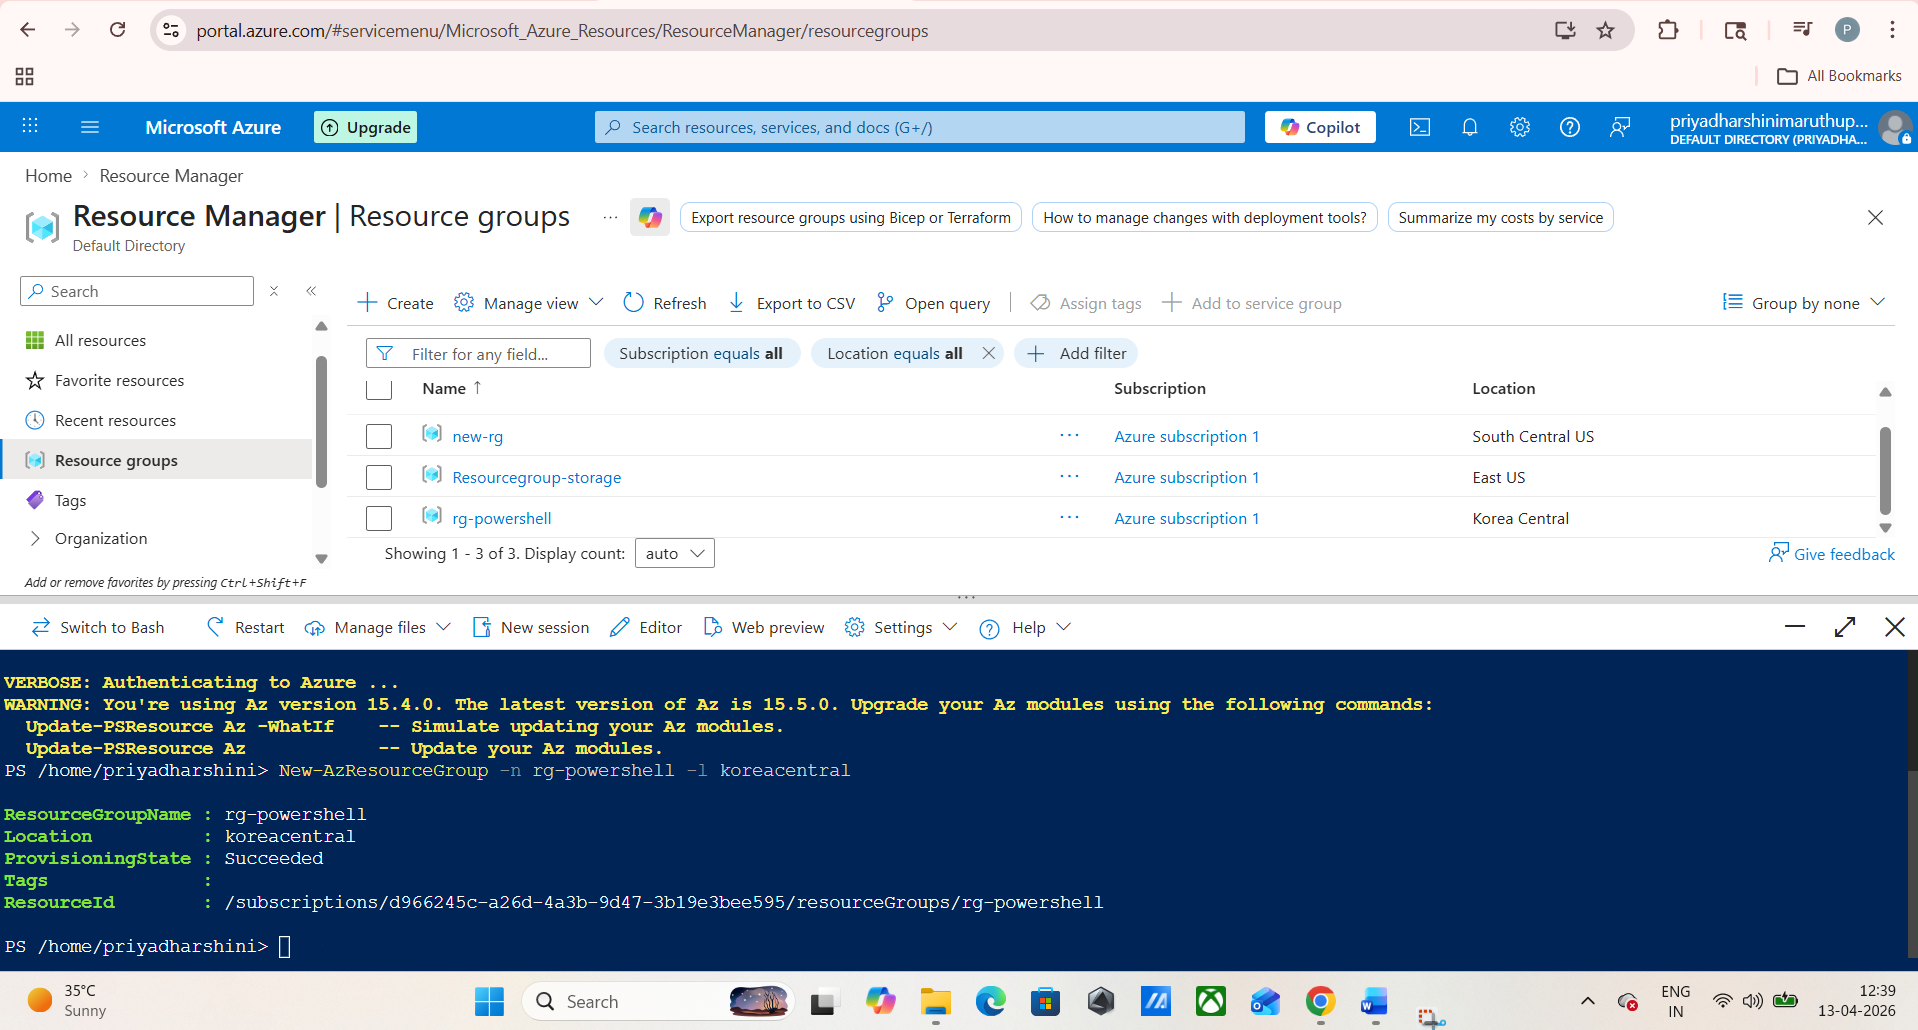 portal.azure.com/#servicemenu/Microsoft_Azure_Resources/ResourceManager/resourcegroups
P
All Bookmarks
Microsoft Azure
Upgrade
Search resources, services, and docs (G+/)
Copilot
priyadharshinimaruthup...
DEFAULT DIRECTORY (PRIYADHA...
Home > Resource Manager
Resource Manager | Resource groups
...
Export resource groups using Bicep or Terraform
How to manage changes with deployment tools?
Summarize my costs by service
Default Directory
Search
Create
Manage view
Refresh
Export to CSV
Open query
Assign tags
Add to service group
Group by none
All resources
Favorite resources
Recent resources
Resource groups
Tags
Organization
Add or remove favorites by pressing Ctrl+Shift+F
Filter for any field...
Subscription equals all
Location equals all
Add filter
Name ↑ Subscription Location
new-rg ... Azure subscription 1 South Central US
Resourcegroup-storage ... Azure subscription 1 East US
rg-powershell ... Azure subscription 1 Korea Central
Showing 1 - 3 of 3. Display count: auto
Give feedback
Switch to Bash
Restart
Manage files
New session
Editor
Web preview
Settings
Help
VERBOSE: Authenticating to Azure ...
WARNING: You're using Az version 15.4.0. The latest version of Az is 15.5.0. Upgrade your Az modules using the following commands:
Update-PSResource Az -WhatIf -- Simulate updating your Az modules.
Update-PSResource Az -- Update your Az modules.
PS /home/priyadharshini> New-AzResourceGroup -n rg-powershell -l koreacentral
ResourceGroupName : rg-powershell
Location : koreacentral
ProvisioningState : Succeeded
Tags :
ResourceId : /subscriptions/d966245c-a26d-4a3b-9d47-3b19e3bee595/resourceGroups/rg-powershell
PS /home/priyadharshini>
35°C
Sunny
Search
ENG
IN
12:39
13-04-2026